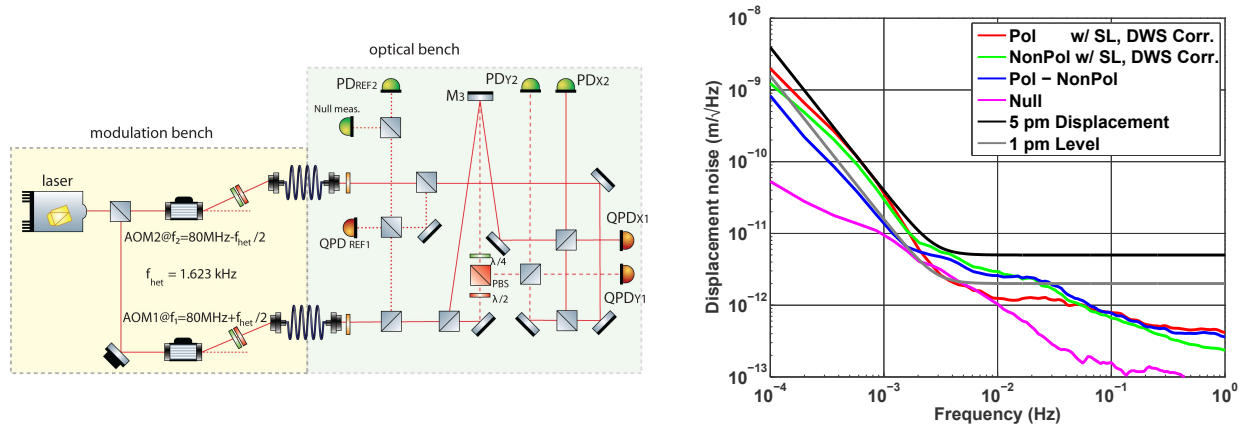 optical bench
PDREF2
M3
PDY2
PDX2
Null meas.
modulation bench
laser
AOM2@f2=80MHz-fhet/2
QPD REF1
QPDX1
λ/4
fhet = 1.623 kHz
PBS
QPDY1
λ/2
AOM1@f1=80MHz+fhet/2
10⁻⁸
Pol w/ SL, DWS Corr.
NonPol w/ SL, DWS Corr.
Pol − NonPol
Null
5 pm Displacement
1 pm Level
10⁻⁹
10⁻¹⁰
10⁻¹¹
10⁻¹²
10⁻¹³
Displacement noise (m/√Hz)
10⁻⁴
10⁻³
10⁻²
10⁻¹
10⁰
Frequency (Hz)